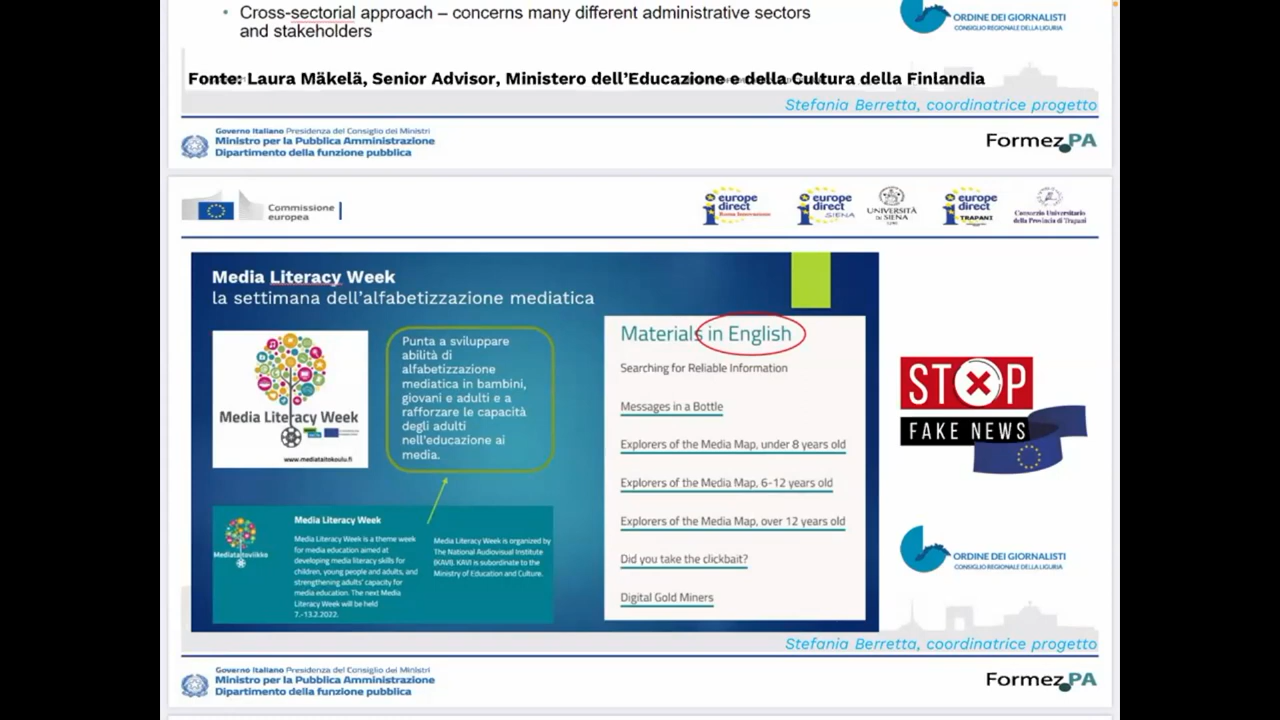 • Cross-sectorial approach – concerns many different administrative sectors
and stakeholders
ORDINE DEI GIORNALISTI
CONSIGLIO REGIONALE DELLA LIGURIA
Fonte: Laura Mäkelä, Senior Advisor, Ministero dell'Educazione e della Cultura della Finlandia
Stefania Berretta, coordinatrice progetto
Governo Italiano Presidenza del Consiglio dei Ministri
Ministro per la Pubblica Amministrazione
Dipartimento della funzione pubblica
Formez PA
Commissione
europea
europe
direct
Roma Innovazione
europe
direct
SIENA
UNIVERSITÀ
DI SIENA
1240
europe
direct
TRAPANI
Consorzio Universitario
della Provincia di Trapani
Media Literacy Week
la settimana dell'alfabetizzazione mediatica
Media Literacy Week
www.mediataitokoulu.fi
Punta a sviluppare
abilità di
alfabetizzazione
mediatica in bambini,
giovani e adulti e a
rafforzare le capacità
degli adulti
nell'educazione ai
media.
Mediataitoviikko
Media Literacy Week
Media Literacy Week is a theme week
for media education aimed at
developing media literacy skills for
children, young people and adults, and
strengthening adults' capacity for
media education. The next Media
Literacy Week will be held
7.-13.2.2022.
Media Literacy Week is organized by
The National Audiovisual Institute
(KAVI). KAVI is subordinate to the
Ministry of Education and Culture.
Materials in English
Searching for Reliable Information
Messages in a Bottle
Explorers of the Media Map, under 8 years old
Explorers of the Media Map, 6-12 years old
Explorers of the Media Map, over 12 years old
Did you take the clickbait?
Digital Gold Miners
STOP
FAKE NEWS
ORDINE DEI GIORNALISTI
CONSIGLIO REGIONALE DELLA LIGURIA
Stefania Berretta, coordinatrice progetto
Governo Italiano Presidenza del Consiglio dei Ministri
Ministro per la Pubblica Amministrazione
Dipartimento della funzione pubblica
Formez PA